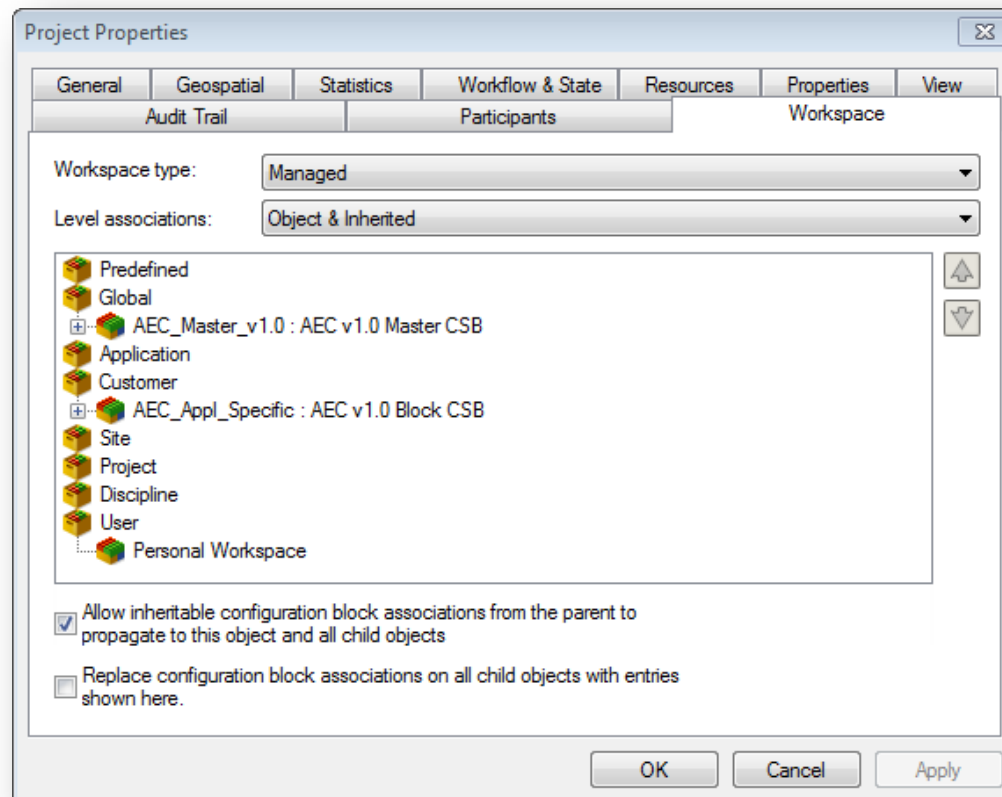 Project Properties
General Geospatial Statistics Workflow & State Resources Properties View
Audit Trail Participants Workspace
Workspace type: Managed
Level associations: Object & Inherited
Predefined
Global
AEC_Master_v1.0 : AEC v1.0 Master CSB
Application
Customer
AEC_Appl_Specific : AEC v1.0 Block CSB
Site
Project
Discipline
User
Personal Workspace
Allow inheritable configuration block associations from the parent to
propagate to this object and all child objects
Replace configuration block associations on all child objects with entries
shown here.
OK Cancel Apply